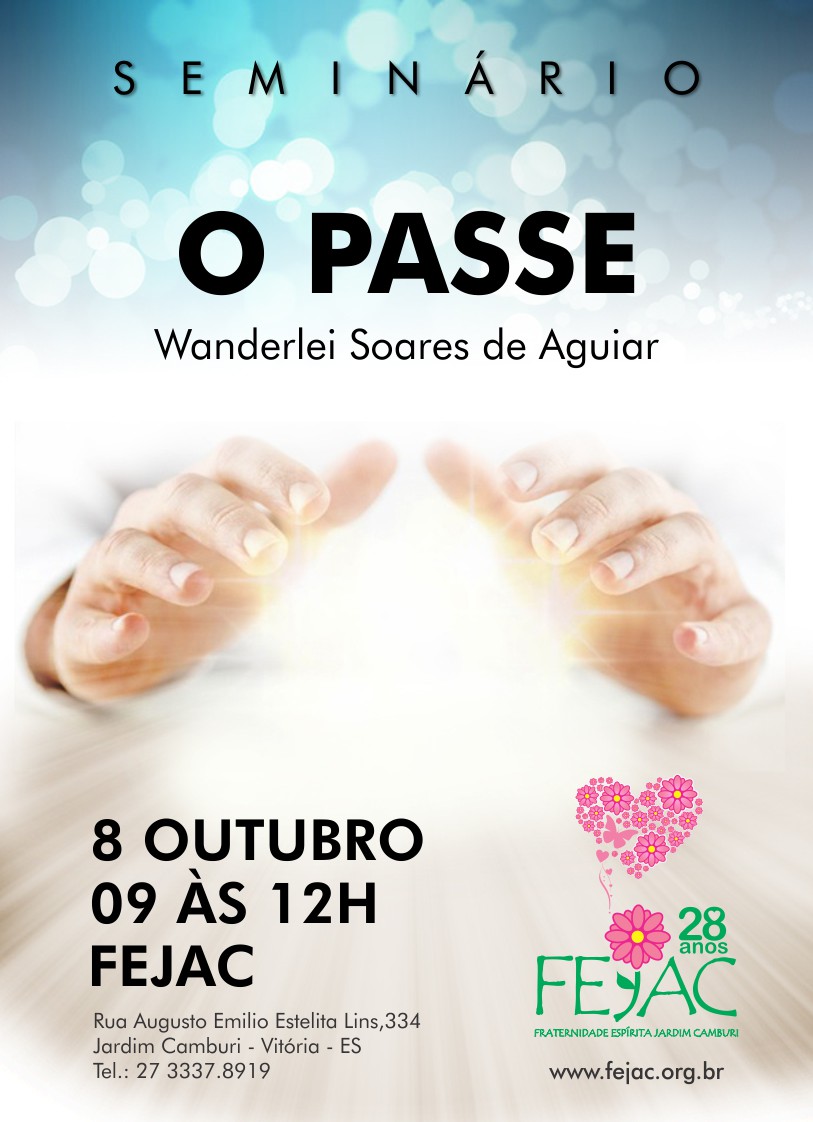 SEMINÁRIO
O PASSE
Wanderlei Soares de Aguiar
8 OUTUBRO
09 ÀS 12H
FEJAC
Rua Augusto Emilio Estelita Lins,334
Jardim Camburi - Vitória - ES
Tel.: 27 3337.8919
28
anos
FEJAC
FRATERNIDADE ESPÍRITA JARDIM CAMBURI
www.fejac.org.br